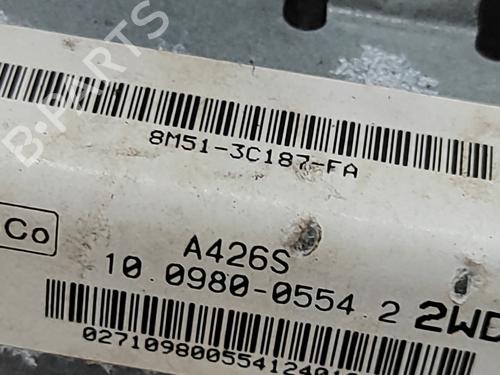 B-PARTS
8M51-3C187-FA
Co
A426S
10.0980-0554.2 2WD